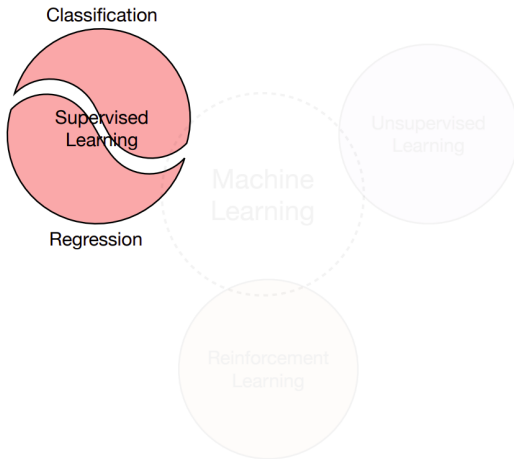 Classification
Supervised
Learning
Regression
Unsupervised
Learning
Machine
Learning
Reinforcement
Learning